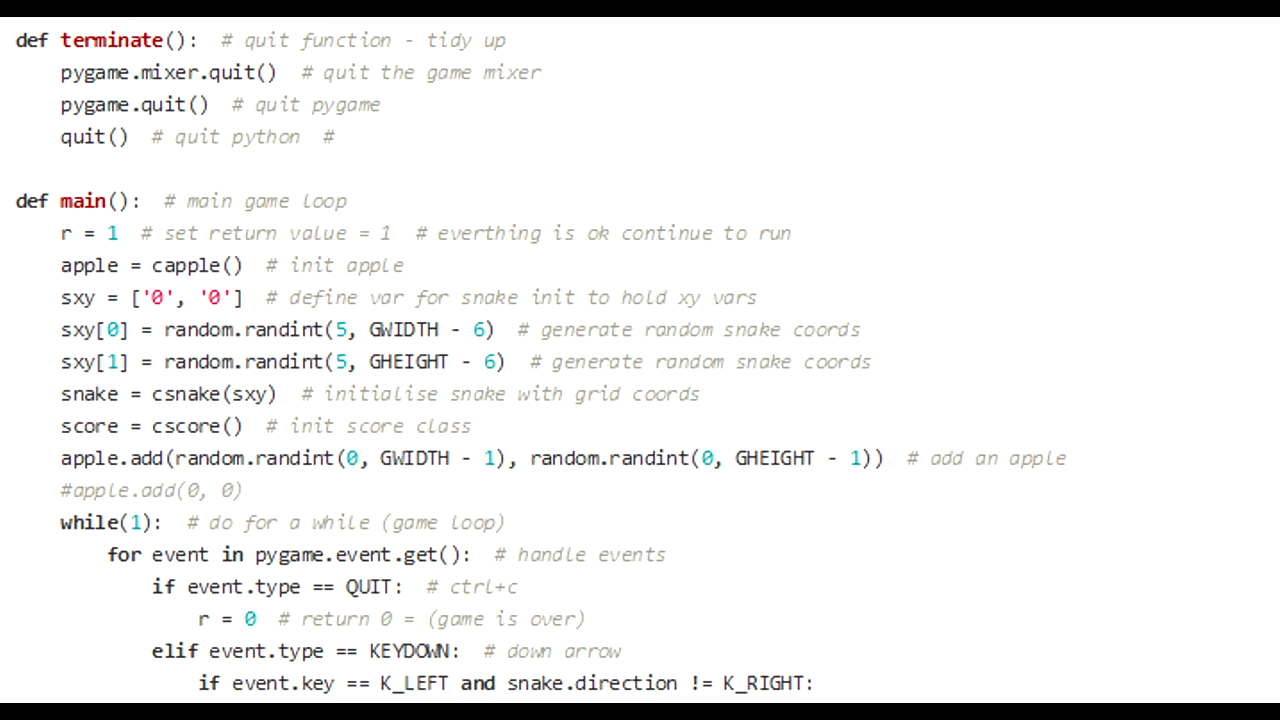 def terminate():  # quit function - tidy up
    pygame.mixer.quit()  # quit the game mixer
    pygame.quit()  # quit pygame
    quit()  # quit python  #

def main():  # main game loop
    r = 1  # set return value = 1  # everthing is ok continue to run
    apple = capple()  # init apple
    sxy = ['0', '0']  # define var for snake init to hold xy vars
    sxy[0] = random.randint(5, GWIDTH - 6)  # generate random snake coords
    sxy[1] = random.randint(5, GHEIGHT - 6)  # generate random snake coords
    snake = csnake(sxy)  # initialise snake with grid coords
    score = cscore()  # init score class
    apple.add(random.randint(0, GWIDTH - 1), random.randint(0, GHEIGHT - 1))  # add an apple
    #apple.add(0, 0)
    while(1):  # do for a while (game loop)
        for event in pygame.event.get():  # handle events
            if event.type == QUIT:  # ctrl+c
                r = 0  # return 0 = (game is over)
            elif event.type == KEYDOWN:  # down arrow
                if event.key == K_LEFT and snake.direction != K_RIGHT: